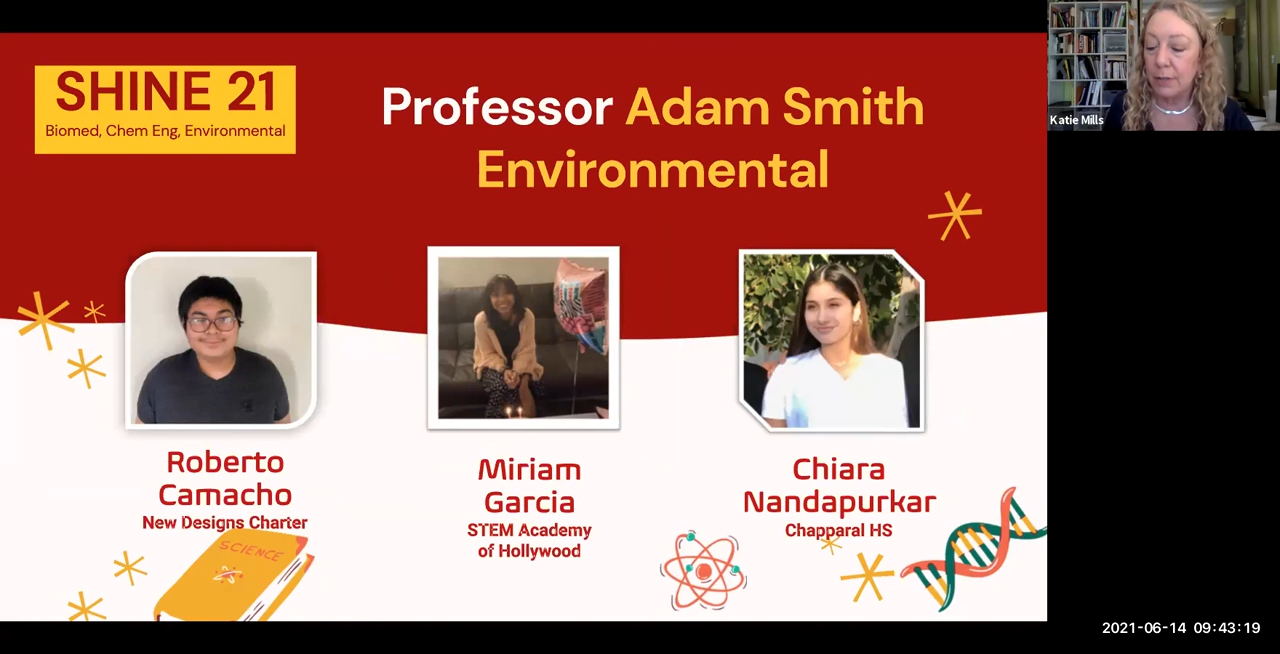 SHINE 21
Biomed, Chem Eng, Environmental
Professor Adam Smith
Environmental
Katie Mills
Roberto
Camacho
New Designs Charter
Miriam
Garcia
STEM Academy
of Hollywood
Chiara
Nandapurkar
Chapparal HS
SCIENCE
2021-06-14 09:43:19